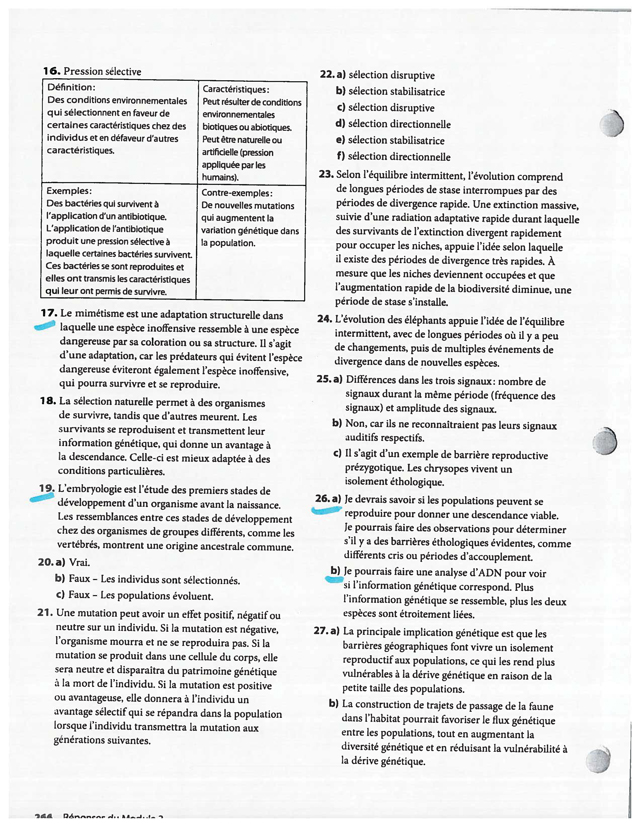 16. Pression sélective
Définition:
Des conditions environnementales
qui sélectionnent en faveur de
certaines caractéristiques chez des
individus et en défaveur d'autres
caractéristiques.
Caractéristiques:
Peut résulter de conditions
environnementales
biotiques ou abiotiques.
Peut être naturelle ou
artificielle (pression
appliquée par les
humains).
Exemples:
Des bactéries qui survivent à
l'application d'un antibiotique.
L'application de l'antibiotique
produit une pression sélective à
laquelle certaines bactéries survivent.
Ces bactéries se sont reproduites et
elles ont transmis les caractéristiques
qui leur ont permis de survivre.
Contre-exemples:
De nouvelles mutations
qui augmentent la
variation génétique dans
la population.
17. Le mimétisme est une adaptation structurelle dans
laquelle une espèce inoffensive ressemble à une espèce
dangereuse par sa coloration ou sa structure. Il s'agit
d'une adaptation, car les prédateurs qui évitent l'espèce
dangereuse éviteront également l'espèce inoffensive,
qui pourra survivre et se reproduire.
18. La sélection naturelle permet à des organismes
de survivre, tandis que d'autres meurent. Les
survivants se reproduisent et transmettent leur
information génétique, qui donne un avantage à
la descendance. Celle-ci est mieux adaptée à des
conditions particulières.
19. L'embryologie est l'étude des premiers stades de
développement d'un organisme avant la naissance.
Les ressemblances entre ces stades de développement
chez des organismes de groupes différents, comme les
vertébrés, montrent une origine ancestrale commune.
20. a) Vrai.
b) Faux – Les individus sont sélectionnés.
c) Faux – Les populations évoluent.
21. Une mutation peut avoir un effet positif, négatif ou
neutre sur un individu. Si la mutation est négative,
l'organisme mourra et ne se reproduira pas. Si la
mutation se produit dans une cellule du corps, elle
sera neutre et disparaîtra du patrimoine génétique
à la mort de l'individu. Si la mutation est positive
ou avantageuse, elle donnera à l'individu un
avantage sélectif qui se répandra dans la population
lorsque l'individu transmettra la mutation aux
générations suivantes.
22. a) sélection disruptive
b) sélection stabilisatrice
c) sélection disruptive
d) sélection directionnelle
e) sélection stabilisatrice
f) sélection directionnelle
23. Selon l'équilibre intermittent, l'évolution comprend
de longues périodes de stase interrompues par des
périodes de divergence rapide. Une extinction massive,
suivie d'une radiation adaptative rapide durant laquelle
des survivants de l'extinction divergent rapidement
pour occuper les niches, appuie l'idée selon laquelle
il existe des périodes de divergence très rapides. À
mesure que les niches deviennent occupées et que
l'augmentation rapide de la biodiversité diminue, une
période de stase s'installe.
24. L'évolution des éléphants appuie l'idée de l'équilibre
intermittent, avec de longues périodes où il y a peu
de changements, puis de multiples événements de
divergence dans de nouvelles espèces.
25. a) Différences dans les trois signaux: nombre de
signaux durant la même période (fréquence des
signaux) et amplitude des signaux.
b) Non, car ils ne reconnaîtraient pas leurs signaux
auditifs respectifs.
c) Il s'agit d'un exemple de barrière reproductive
prézygotique. Les chrysopes vivent un
isolement éthologique.
26. a) Je devrais savoir si les populations peuvent se
reproduire pour donner une descendance viable.
Je pourrais faire des observations pour déterminer
s'il y a des barrières éthologiques évidentes, comme
différents cris ou périodes d'accouplement.
b) Je pourrais faire une analyse d'ADN pour voir
si l'information génétique correspond. Plus
l'information génétique se ressemble, plus les deux
espèces sont étroitement liées.
27. a) La principale implication génétique est que les
barrières géographiques font vivre un isolement
reproductif aux populations, ce qui les rend plus
vulnérables à la dérive génétique en raison de la
petite taille des populations.
b) La construction de trajets de passage de la faune
dans l'habitat pourrait favoriser le flux génétique
entre les populations, tout en augmentant la
diversité génétique et en réduisant la vulnérabilité à
la dérive génétique.
Réponses du Module